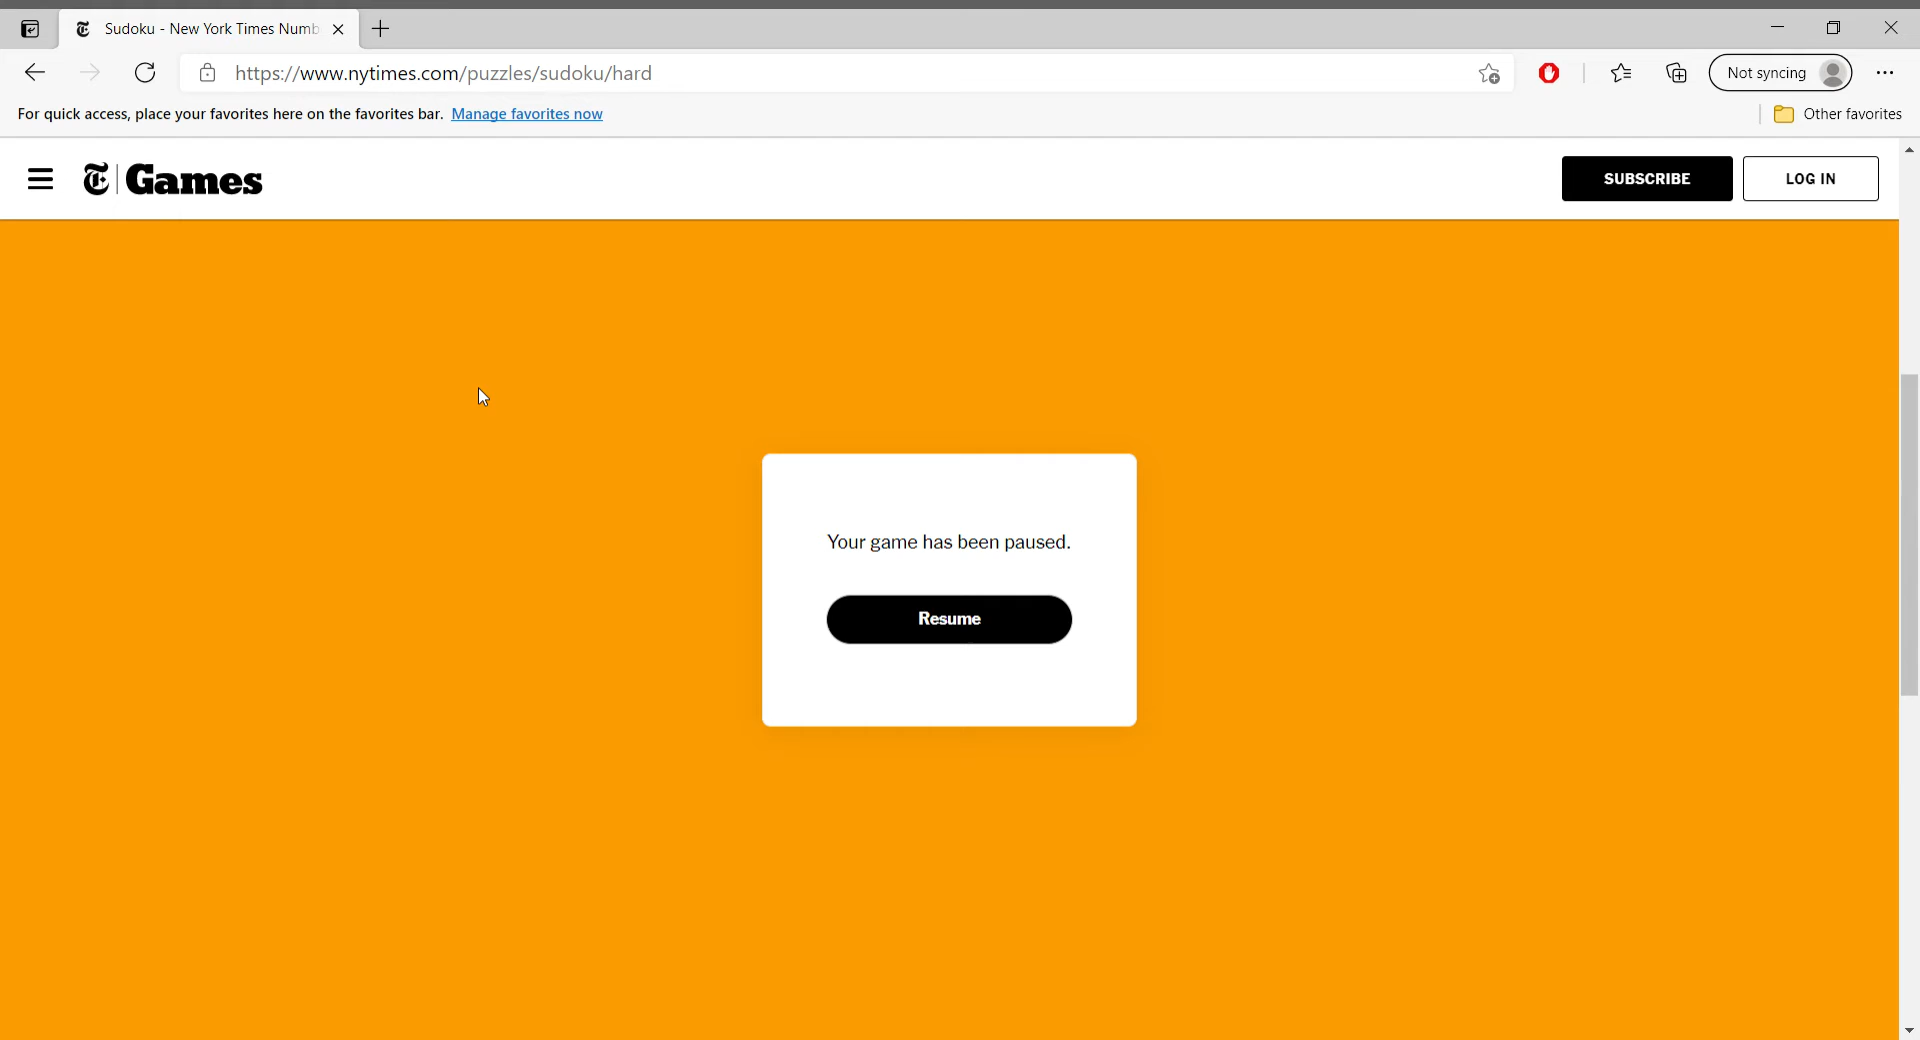 Sudoku - New York Times Numb
https://www.nytimes.com/puzzles/sudoku/hard
Not syncing
For quick access, place your favorites here on the favorites bar. Manage favorites now
Other favorites
T Games
SUBSCRIBE
LOG IN
Your game has been paused.
Resume